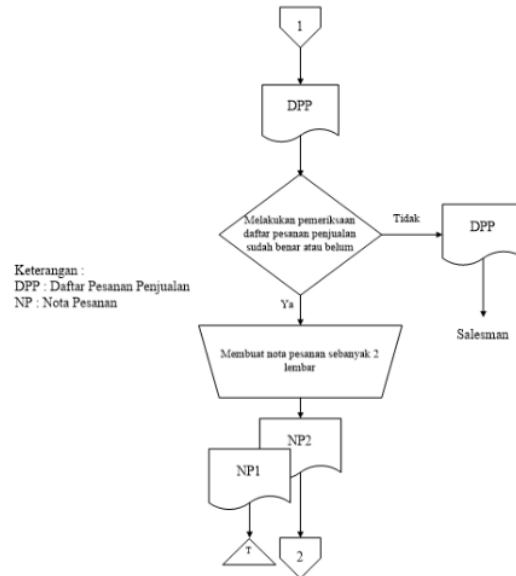 1
DPP
Melakukan pemeriksaan
daftar pesanan penjualan
sudah benar atau belum
Tidak
DPP
Salesman
Ya
Keterangan :
DPP : Daftar Pesanan Penjualan
NP : Nota Pesanan
Membuat nota pesanan sebanyak 2
lembar
NP2
NP1
T
2